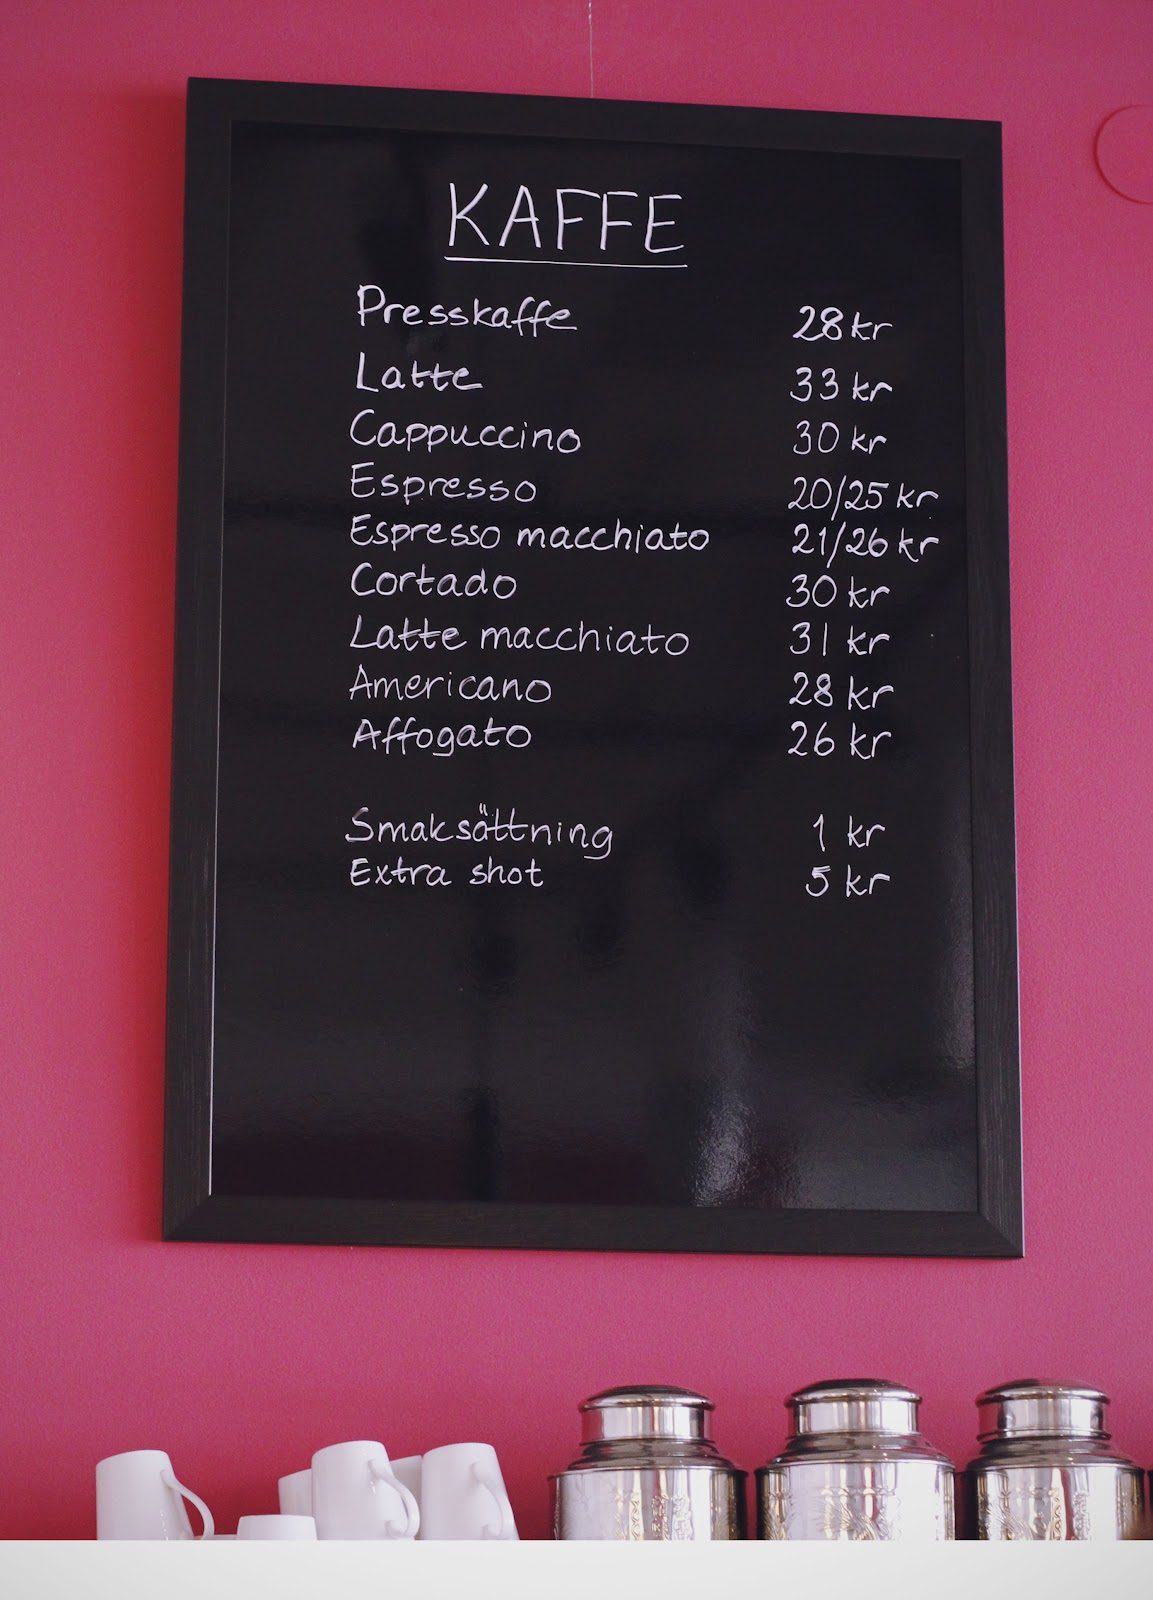 KAFFE
Presskaffe 28 kr
Latte 33 kr
Cappuccino 30 kr
Espresso 20/25 kr
Espresso macchiato 21/26 kr
Cortado 30 kr
Latte macchiato 31 kr
Americano 28 kr
Affogato 26 kr
Smaksättning 1 kr
Extra shot 5 kr